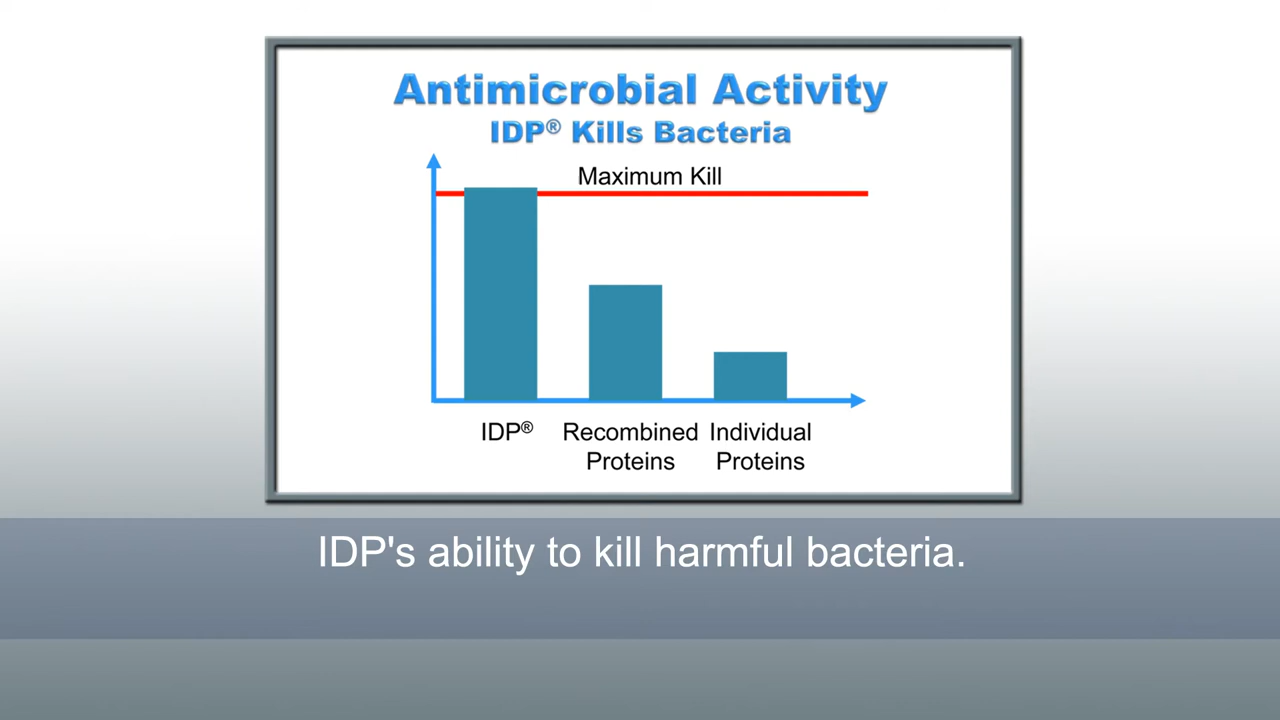 Antimicrobial Activity
IDP® Kills Bacteria
Maximum Kill
IDP®
Recombined
Proteins
Individual
Proteins
IDP's ability to kill harmful bacteria.